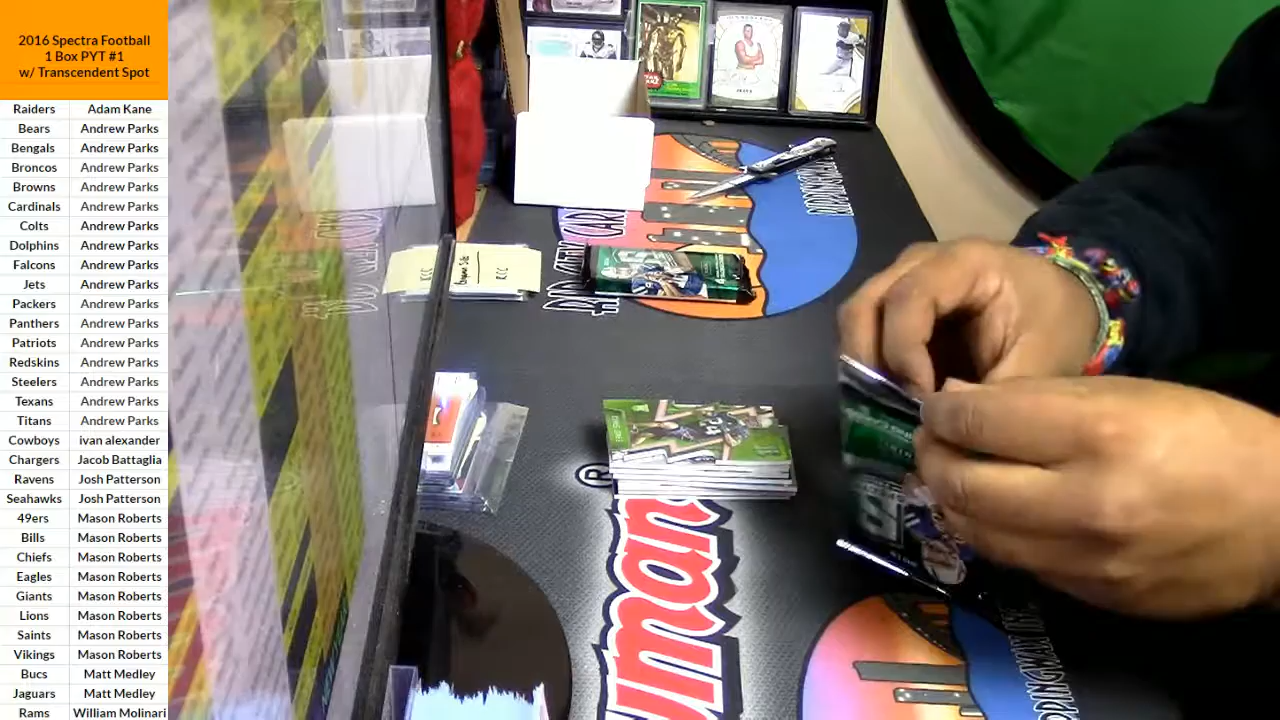 2016 Spectra Football
1 Box PYT #1
w/ Transcendent Spot
Raiders Adam Kane
Bears Andrew Parks
Bengals Andrew Parks
Broncos Andrew Parks
Browns Andrew Parks
Cardinals Andrew Parks
Colts Andrew Parks
Dolphins Andrew Parks
Falcons Andrew Parks
Jets Andrew Parks
Packers Andrew Parks
Panthers Andrew Parks
Patriots Andrew Parks
Redskins Andrew Parks
Steelers Andrew Parks
Texans Andrew Parks
Titans Andrew Parks
Cowboys ivan alexander
Chargers Jacob Battaglia
Ravens Josh Patterson
Seahawks Josh Patterson
49ers Mason Roberts
Bills Mason Roberts
Chiefs Mason Roberts
Eagles Mason Roberts
Giants Mason Roberts
Lions Mason Roberts
Saints Mason Roberts
Vikings Mason Roberts
Bucs Matt Medley
Jaguars Matt Medley
Rams William Molinari